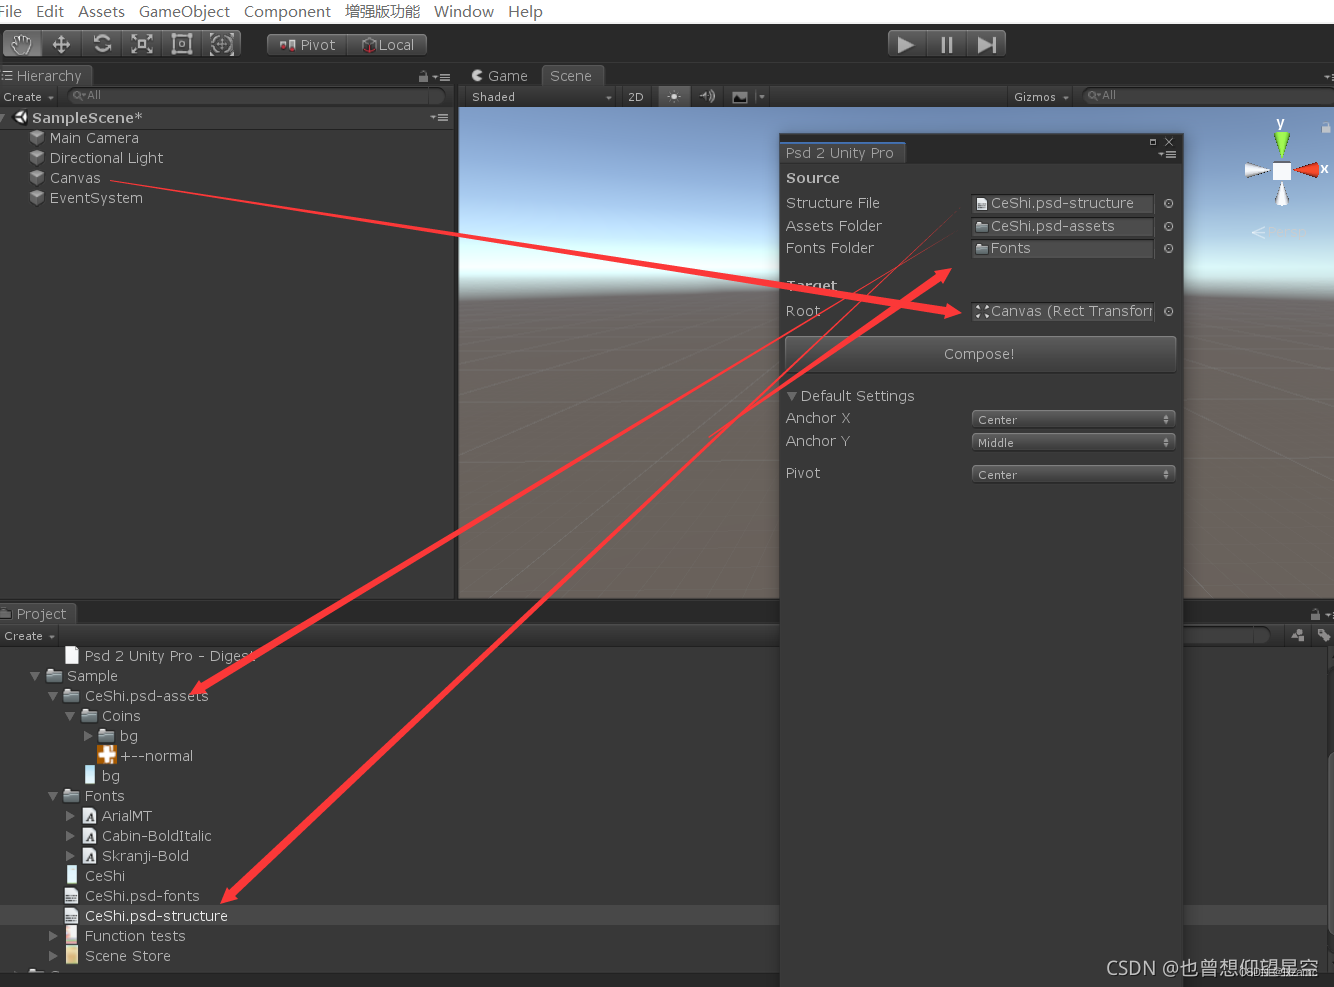 File Edit Assets GameObject Component 增强版功能 Window Help
Pivot Local
Hierarchy
Create All
SampleScene*
Main Camera
Directional Light
Canvas
EventSystem
Game Scene
Shaded 2D Gizmos All
y
x
Psd 2 Unity Pro
Source
Structure File CeShi.psd-structure
Assets Folder CeShi.psd-assets
Fonts Folder Fonts
Target
Root Canvas (Rect Transfor
Compose!
Default Settings
Anchor X Center
Anchor Y Middle
Pivot Center
Project
Create
Psd 2 Unity Pro - Digest
Sample
CeShi.psd-assets
Coins
bg
+--normal
bg
Fonts
ArialMT
Cabin-BoldItalic
Skranji-Bold
CeShi
CeShi.psd-fonts
CeShi.psd-structure
Function tests
Scene Store
CSDN @也曾想仰望星空